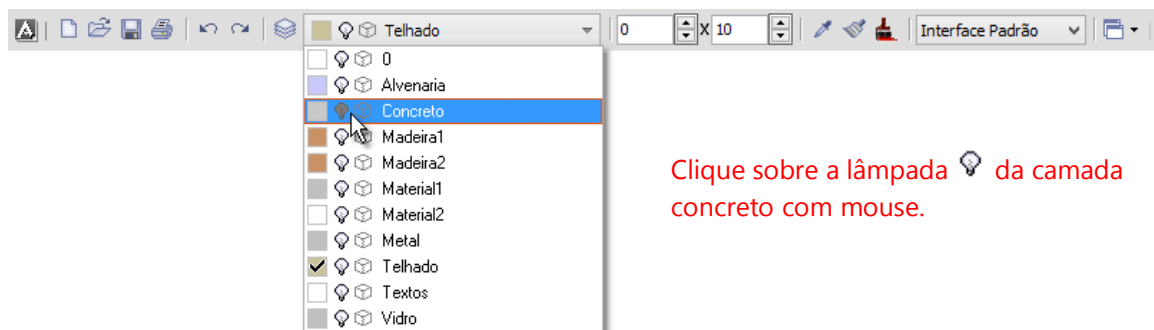 Telhado 0 X 10 Interface Padrão
0
Alvenaria
Concreto
Madeira1
Madeira2
Clique sobre a lâmpada da camada
concreto com mouse.
Material1
Material2
Metal
Telhado
Textos
Vidro